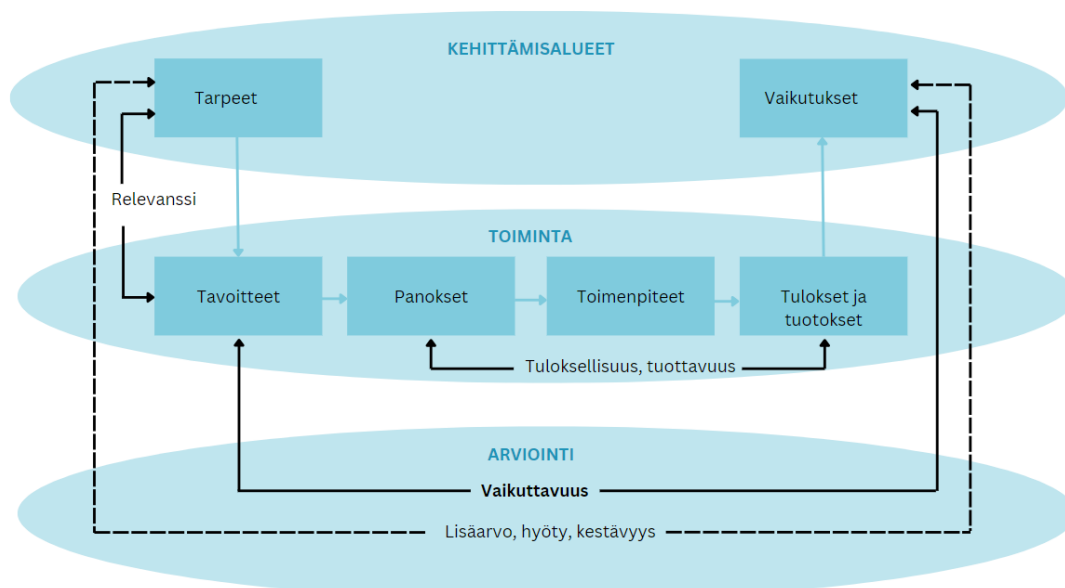 KEHITTÄMISALUEET
Tarpeet
Vaikutukset
Relevanssi
TOIMINTA
Tavoitteet
Panokset
Toimenpiteet
Tulokset ja
tuotokset
Tuloksellisuus, tuottavuus
ARVIOINTI
Vaikuttavuus
Lisäarvo, hyöty, kestävyys